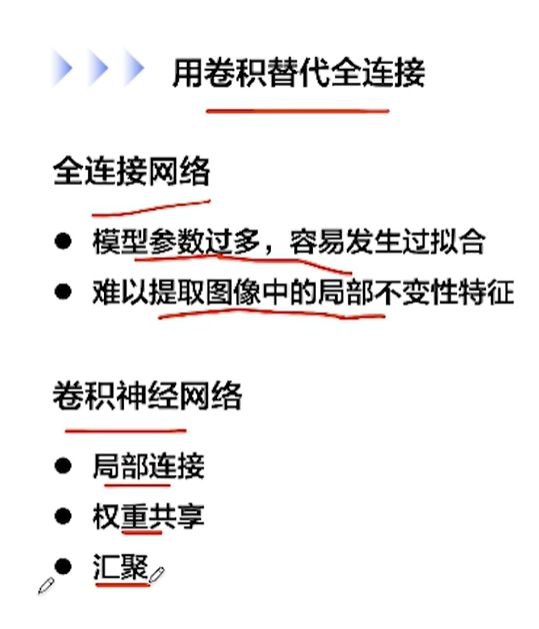 用卷积替代全连接
全连接网络
● 模型参数过多，容易发生过拟合
● 难以提取图像中的局部不变性特征
卷积神经网络
● 局部连接
● 权重共享
● 汇聚